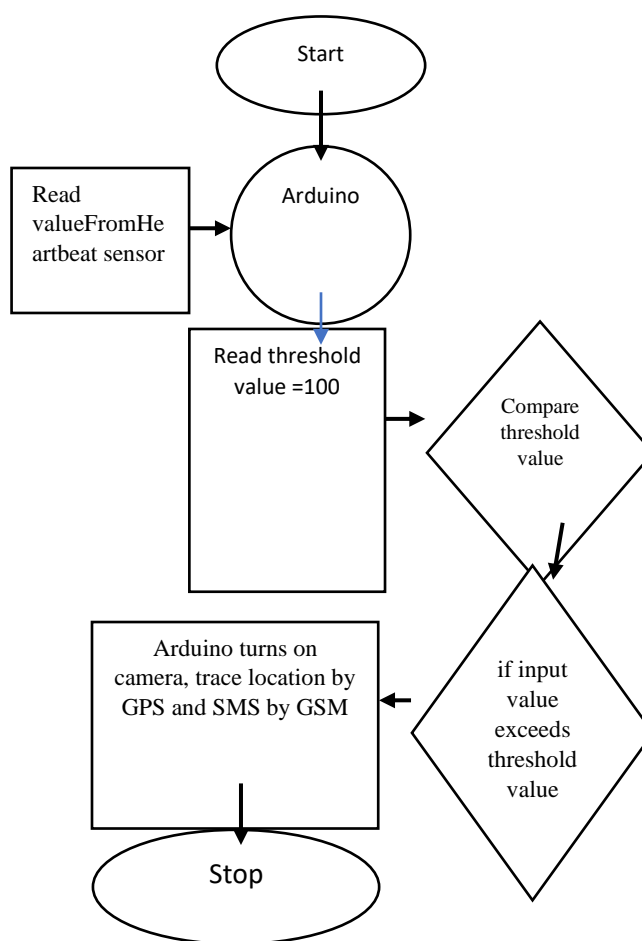 Start
Arduino
Read
valueFromHe
artbeat sensor
Read threshold
value =100
Compare
threshold
value
if input
value
exceeds
threshold
value
Arduino turns on
camera, trace location by
GPS and SMS by GSM
Stop